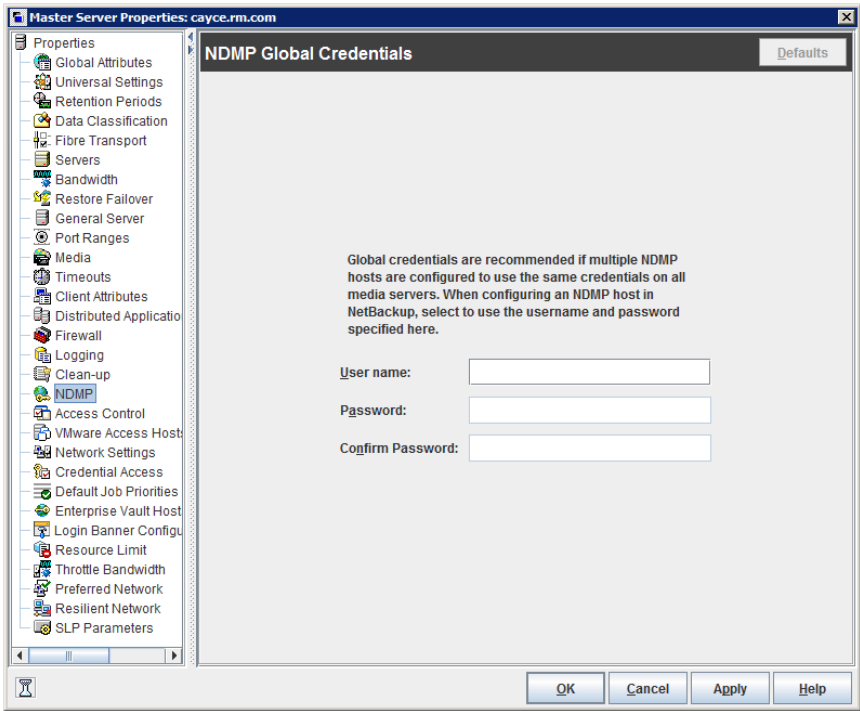 Master Server Properties: cayce.rm.com
Properties
Global Attributes
Universal Settings
Retention Periods
Data Classification
Fibre Transport
Servers
Bandwidth
Restore Failover
General Server
Port Ranges
Media
Timeouts
Client Attributes
Distributed Applicatio
Firewall
Logging
Clean-up
NDMP
Access Control
VMware Access Hosts
Network Settings
Credential Access
Default Job Priorities
Enterprise Vault Host
Login Banner Configu
Resource Limit
Throttle Bandwidth
Preferred Network
Resilient Network
SLP Parameters
NDMP Global Credentials
Defaults
Global credentials are recommended if multiple NDMP
hosts are configured to use the same credentials on all
media servers. When configuring an NDMP host in
NetBackup, select to use the username and password
specified here.
User name:
Password:
Confirm Password:
OK
Cancel
Apply
Help